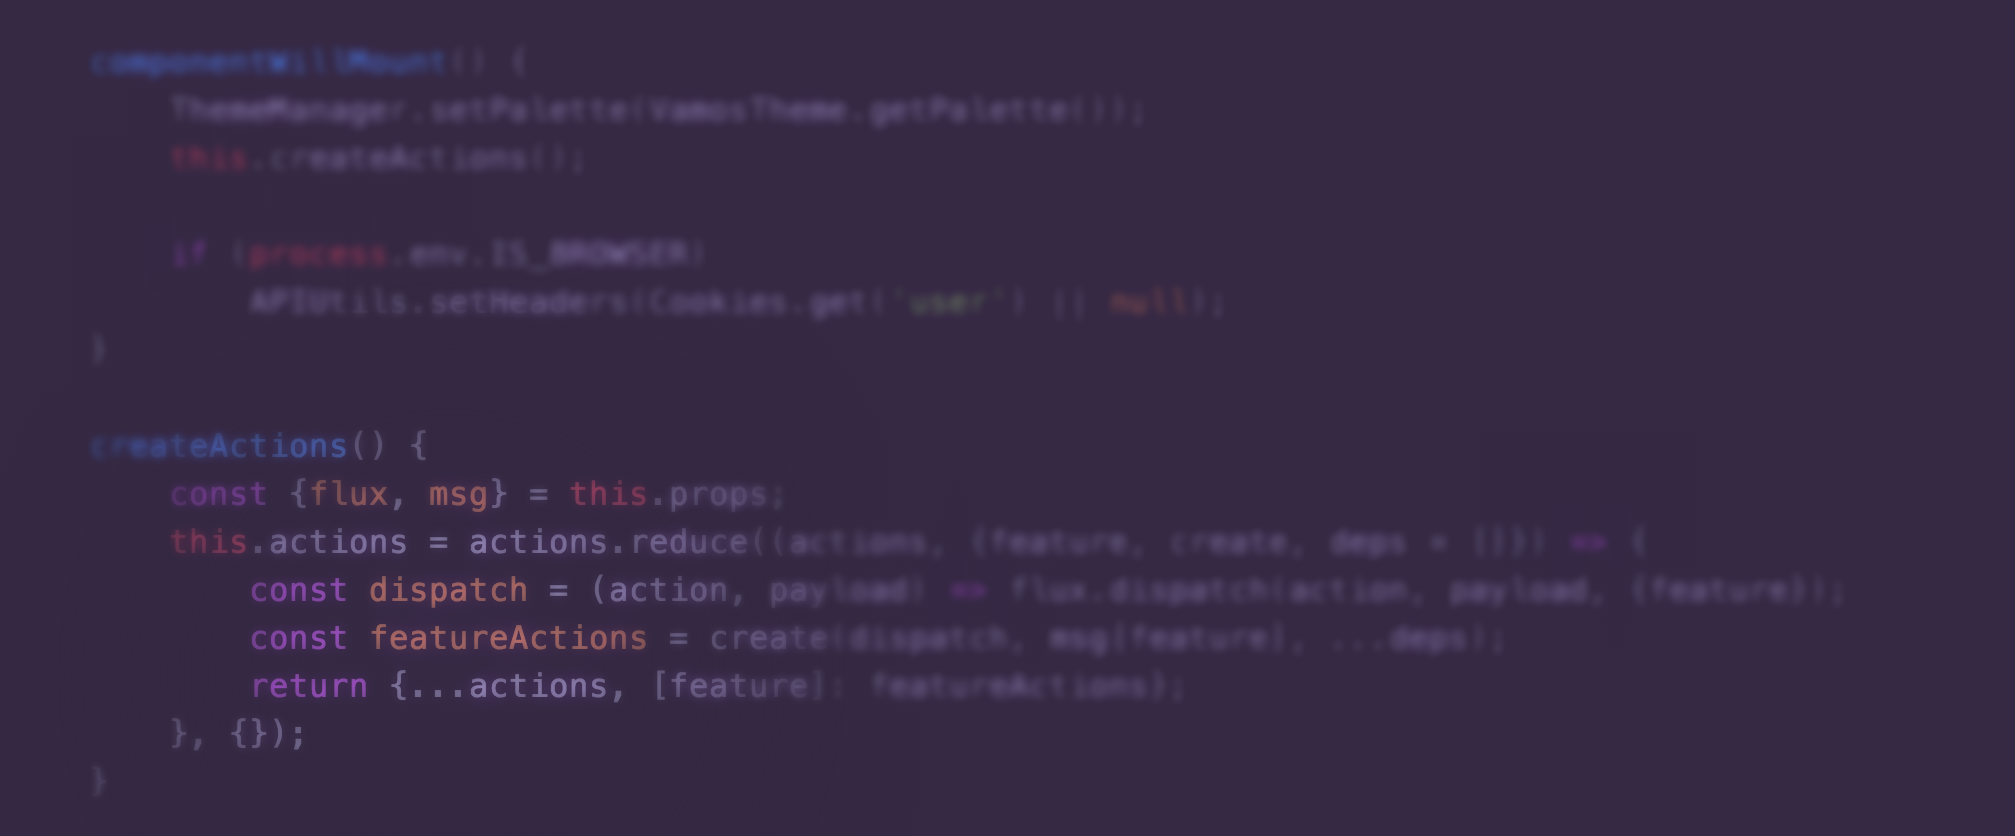 componentWillMount() {
ThemeManager.setPalette(VamosTheme.getPalette());
this.createActions();
if (process.env.IS_BROWSER)
APIUtils.setHeaders(Cookies.get('user') || null);
}
createActions() {
const {flux, msg} = this.props;
this.actions = actions.reduce((actions, {feature, create, deps = []}) => {
const dispatch = (action, payload) => flux.dispatch(action, payload, {feature});
const featureActions = create(dispatch, msg[feature], ...deps);
return {...actions, [feature]: featureActions};
}, {});
}